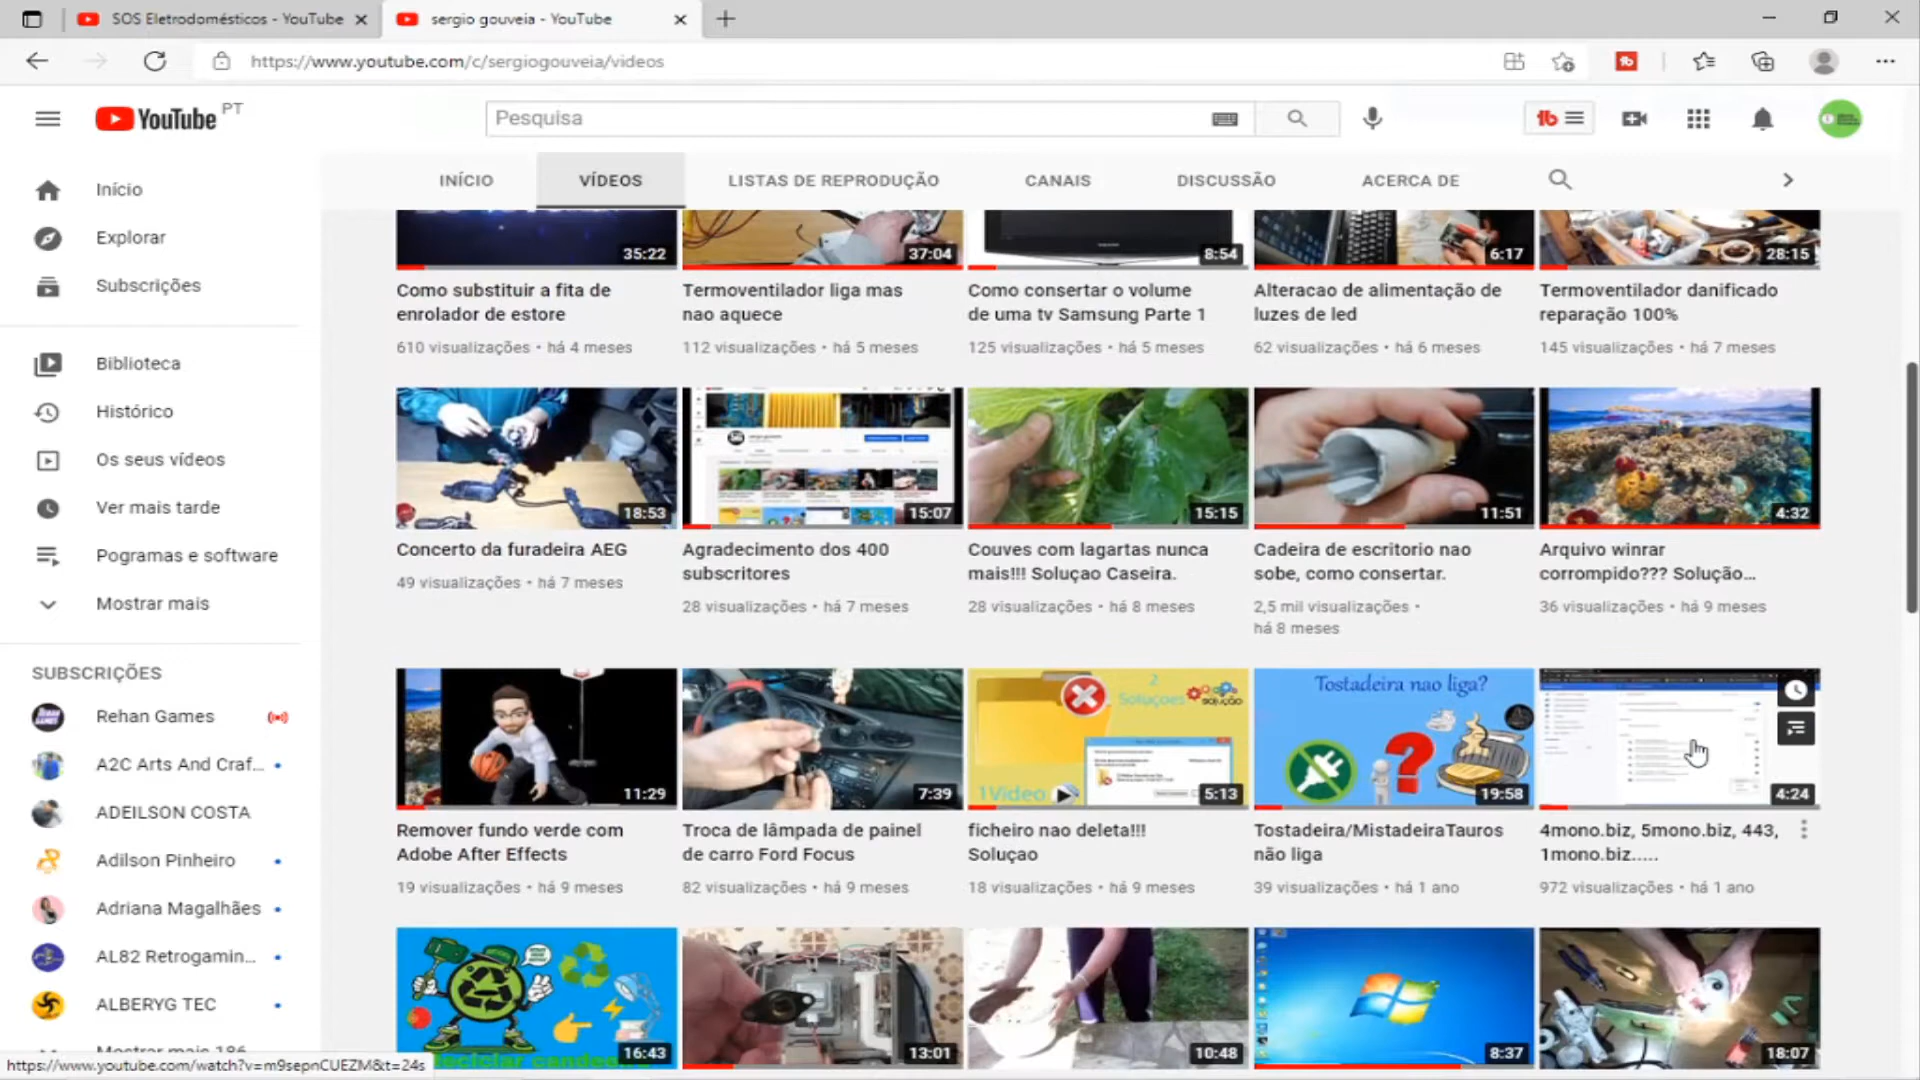 SOS Eletrodomésticos - YouTube
sergio gouveia - YouTube
https://www.youtube.com/c/sergiogouveia/videos
YouTube PT
Pesquisa
INÍCIO
VÍDEOS
LISTAS DE REPRODUÇÃO
CANAIS
DISCUSSÃO
ACERCA DE
Início
Explorar
Subscrições
Biblioteca
Histórico
Os seus vídeos
Ver mais tarde
Pogramas e software
Mostrar mais
SUBSCRIÇÕES
Rehan Games
A2C Arts And Craf...
ADEILSON COSTA
Adilson Pinheiro
Adriana Magalhães
AL82 Retrogamin...
ALBERYG TEC
Mostrar mais 186
35:22
37:04
8:54
6:17
28:15
Como substituir a fita de
enrolador de estore
610 visualizações • há 4 meses
Termoventilador liga mas
nao aquece
112 visualizações • há 5 meses
Como consertar o volume
de uma tv Samsung Parte 1
125 visualizações • há 5 meses
Alteracao de alimentação de
luzes de led
62 visualizações • há 6 meses
Termoventilador danificado
reparação 100%
145 visualizações • há 7 meses
18:53
15:07
15:15
11:51
4:32
Concerto da furadeira AEG
49 visualizações • há 7 meses
Agradecimento dos 400
subscritores
28 visualizações • há 7 meses
Couves com lagartas nunca
mais!!! Soluçao Caseira.
28 visualizações • há 8 meses
Cadeira de escritorio nao
sobe, como consertar.
2,5 mil visualizações •
há 8 meses
Arquivo winrar
corrompido??? Solução...
36 visualizações • há 9 meses
11:29
7:39
2
Soluçoes
1Video
5:13
Tostadeira nao liga?
19:58
4:24
Remover fundo verde com
Adobe After Effects
19 visualizações • há 9 meses
Troca de lâmpada de painel
de carro Ford Focus
82 visualizações • há 9 meses
ficheiro nao deleta!!!
Soluçao
18 visualizações • há 9 meses
Tostadeira/MistadeiraTauros
não liga
39 visualizações • há 1 ano
4mono.biz, 5mono.biz, 443,
1mono.biz.....
972 visualizações • há 1 ano
16:43
13:01
10:48
8:37
18:07
https://www.youtube.com/watch?v=m9sepnCUEZM&t=24s